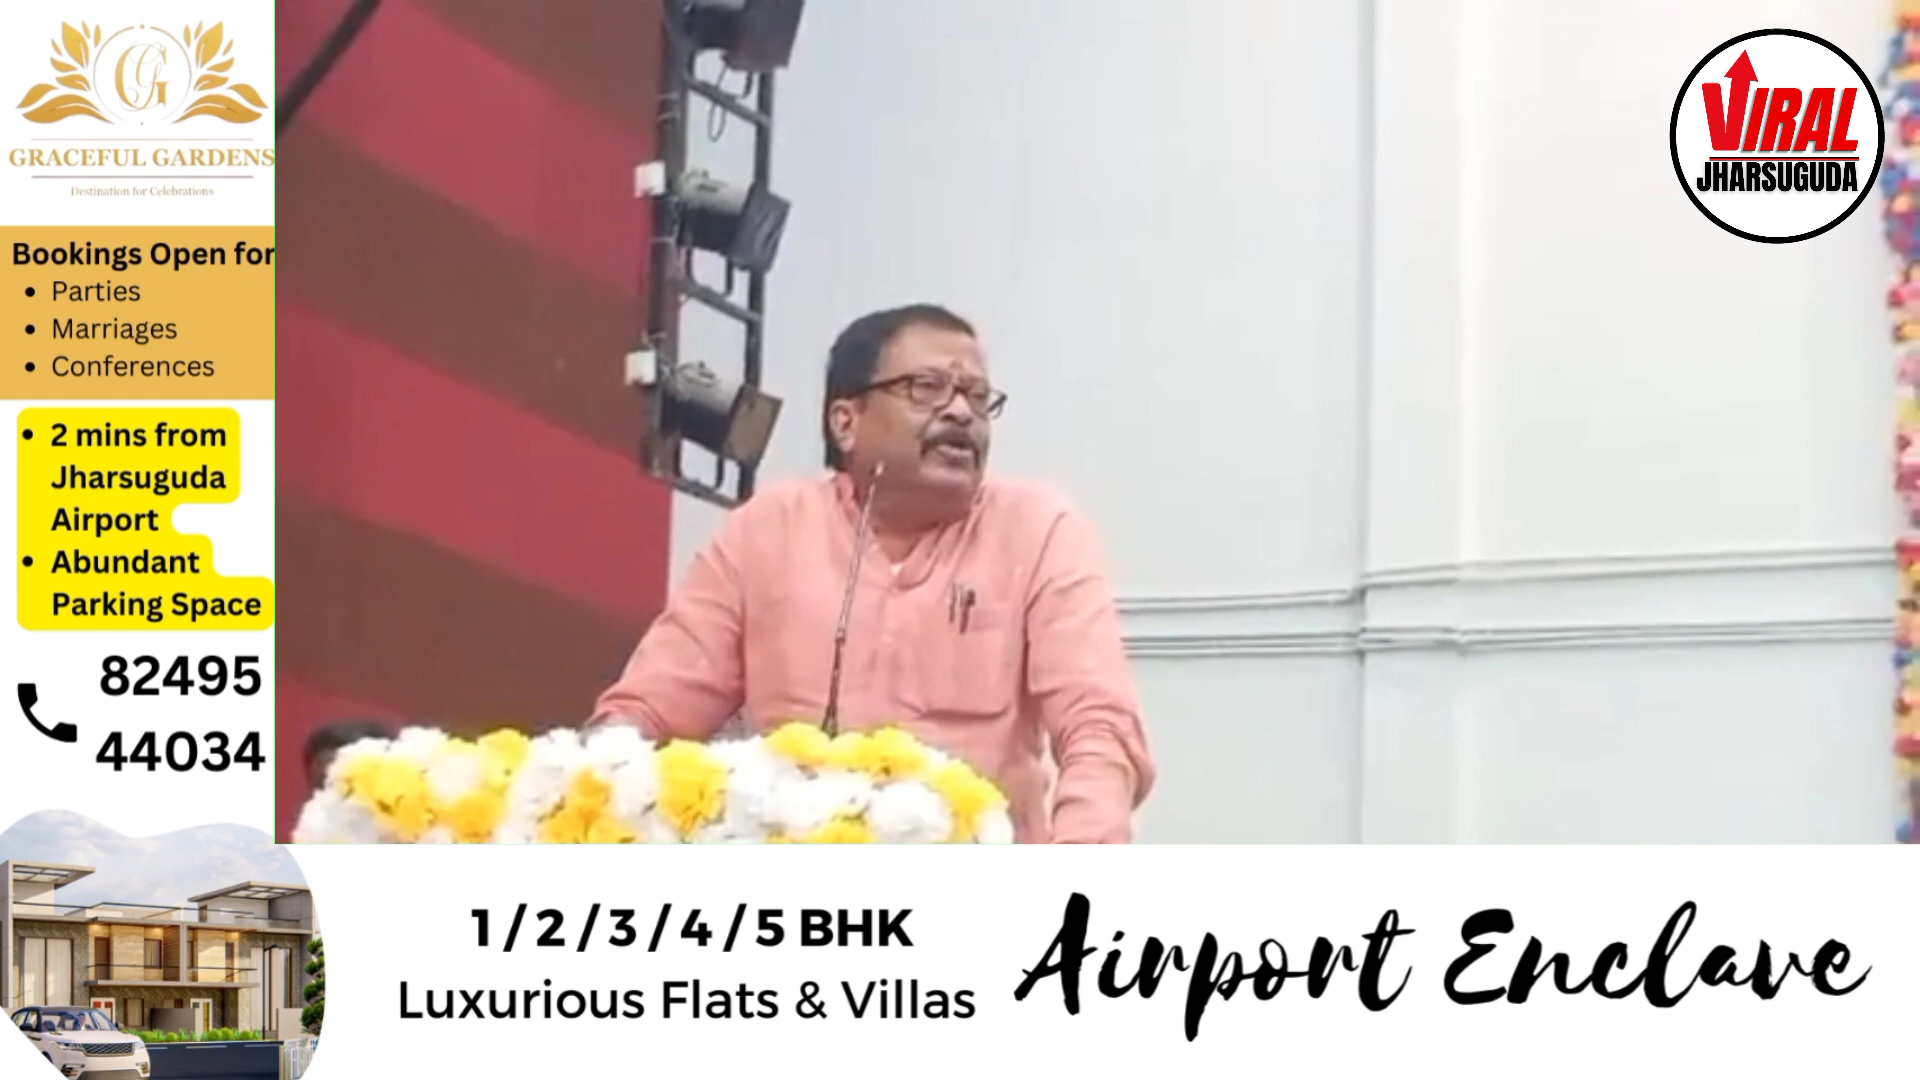 GG
GRACEFUL GARDENS
Destination for Celebrations
Bookings Open for
• Parties
• Marriages
• Conferences
• 2 mins from
Jharsuguda
Airport
• Abundant
Parking Space
82495
44034
VIRAL
JHARSUGUDA
1 / 2 / 3 / 4 / 5 BHK
Luxurious Flats & Villas
Airport Enclave